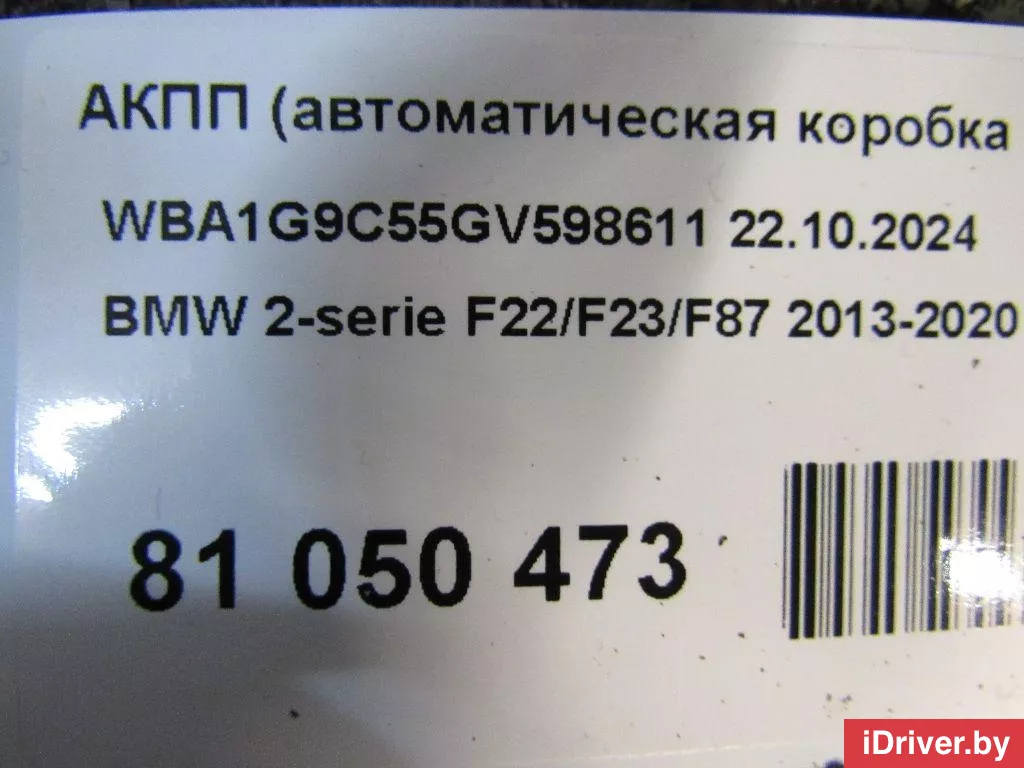 АКПП (автоматическая коробка
WBA1G9C55GV598611 22.10.2024
BMW 2-serie F22/F23/F87 2013-2020
81 050 473
iDriver.by